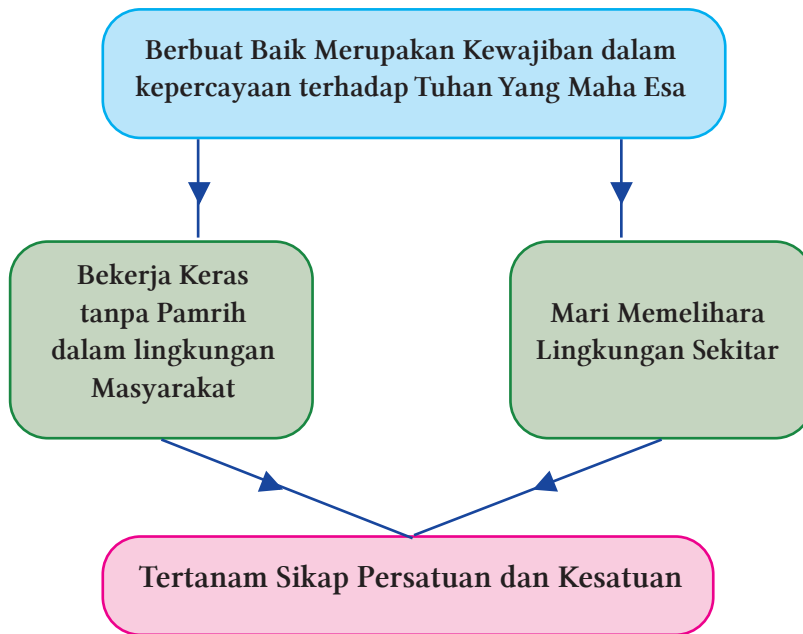 Berbuat Baik Merupakan Kewajiban dalam
kepercayaan terhadap Tuhan Yang Maha Esa
Bekerja Keras
tanpa Pamrih
dalam lingkungan
Masyarakat
Mari Memelihara
Lingkungan Sekitar
Tertanam Sikap Persatuan dan Kesatuan